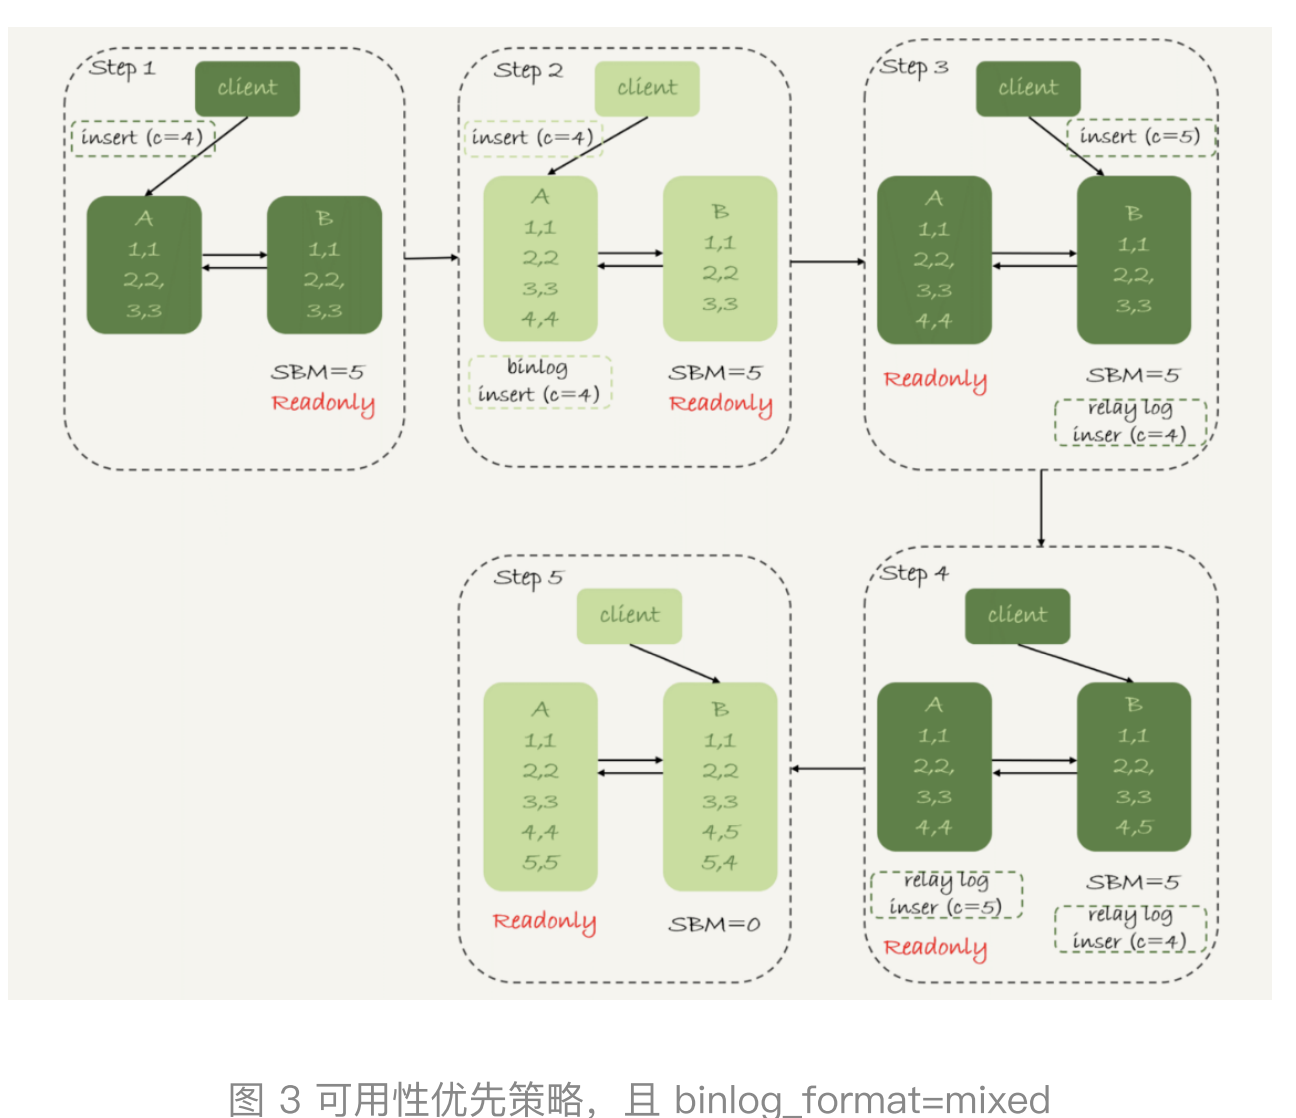 Step 1
client
insert (c=4)
A
1,1
2,2,
3,3
B
1,1
2,2,
3,3
SBM=5
Readonly
Step 2
client
insert (c=4)
A
1,1
2,2
3,3
4,4
binlog
insert (c=4)
B
1,1
2,2
3,3
SBM=5
Readonly
Step 3
client
insert (c=5)
A
1,1
2,2,
3,3
4,4
Readonly
B
1,1
2,2,
3,3
SBM=5
relay log
inser (c=4)
Step 4
client
A
1,1
2,2,
3,3
4,4
relay log
inser (c=5)
Readonly
B
1,1
2,2,
3,3
4,5
SBM=5
relay log
inser (c=4)
Step 5
client
A
1,1
2,2
3,3
4,4
5,5
Readonly
B
1,1
2,2
3,3
4,5
5,4
SBM=0
图 3 可用性优先策略，且 binlog_format=mixed